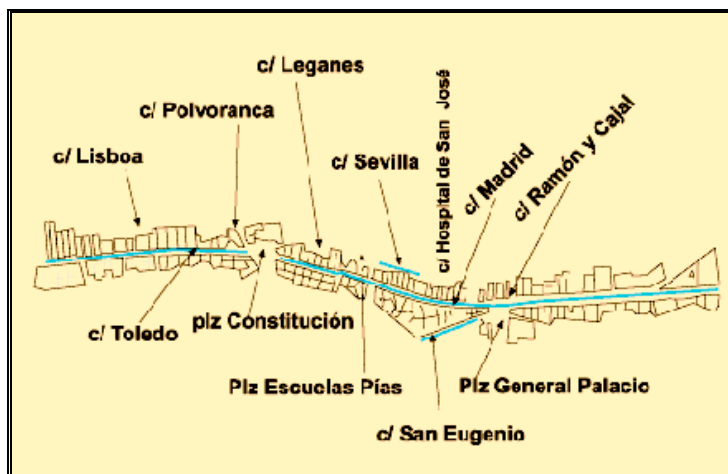 c/ Leganes
c/ Polvoranca
c/ Lisboa
c/ Sevilla
c/ Hospital de San José
c/ Madrid
c/ Ramón y Cajal
c/ Toledo
plz Constitución
Plz Escuelas Pías
Plz General Palacio
c/ San Eugenio